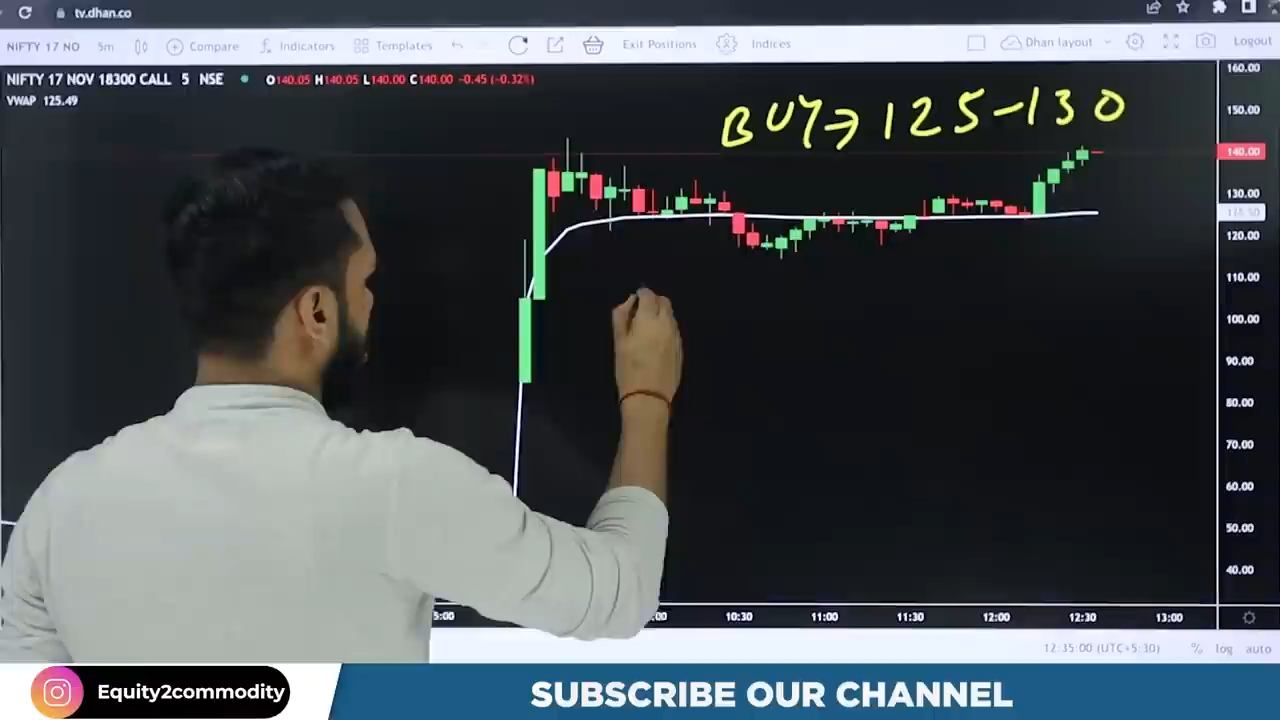 tv.dhan.co
NIFTY 17 NO 5m Compare Indicators Templates Exit Positions Indices Dhan layout Logout
NIFTY 17 NOV 18300 CALL 5 NSE O140.05 H140.05 L140.00 C140.00 -0.45 (-0.32%)
VWAP 125.49
BUY→ 125-130
160.00
150.00
140.00
130.00
120.00
110.00
100.00
90.00
80.00
70.00
60.00
50.00
40.00
10:30 11:00 11:30 12:00 12:30 13:00
12:35:00 (UTC+5:30) % log auto
Equity2commodity
SUBSCRIBE OUR CHANNEL